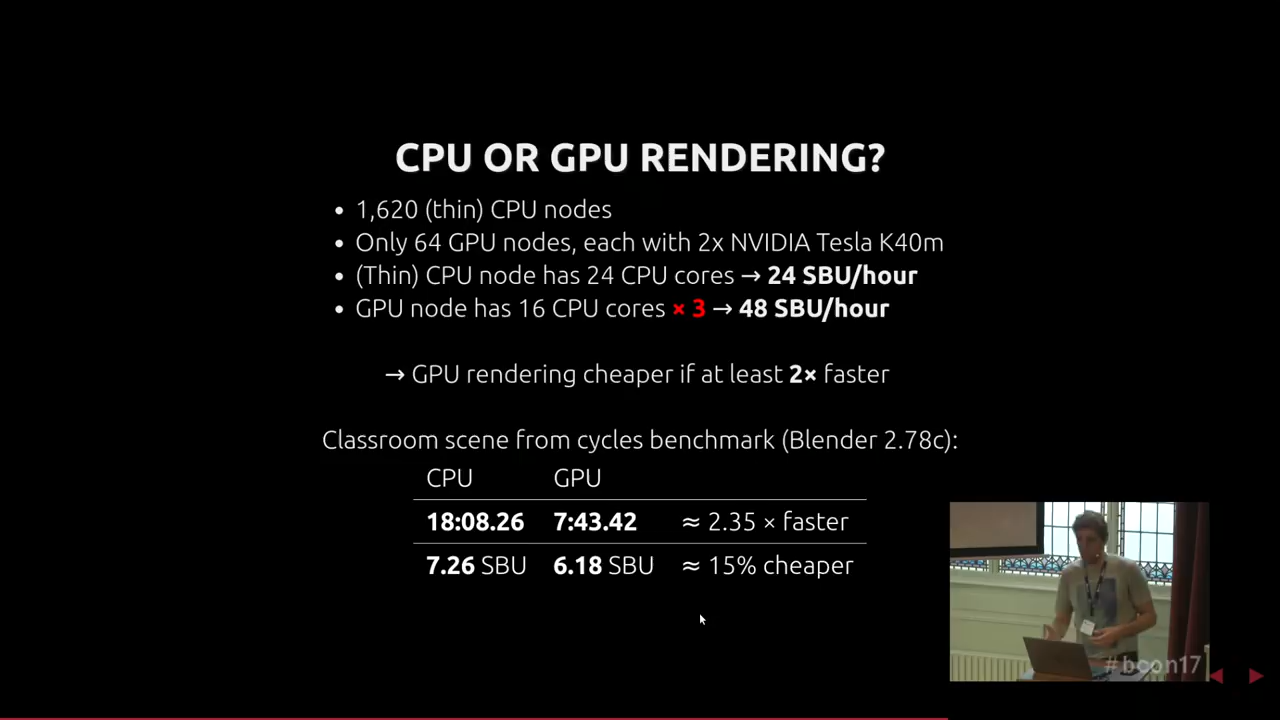 CPU OR GPU RENDERING?
• 1,620 (thin) CPU nodes
• Only 64 GPU nodes, each with 2x NVIDIA Tesla K40m
• (Thin) CPU node has 24 CPU cores → 24 SBU/hour
• GPU node has 16 CPU cores × 3 → 48 SBU/hour
→ GPU rendering cheaper if at least 2× faster
Classroom scene from cycles benchmark (Blender 2.78c):
CPU GPU
18:08.26 7:43.42 ≈ 2.35 × faster
7.26 SBU 6.18 SBU ≈ 15% cheaper
#bcon17